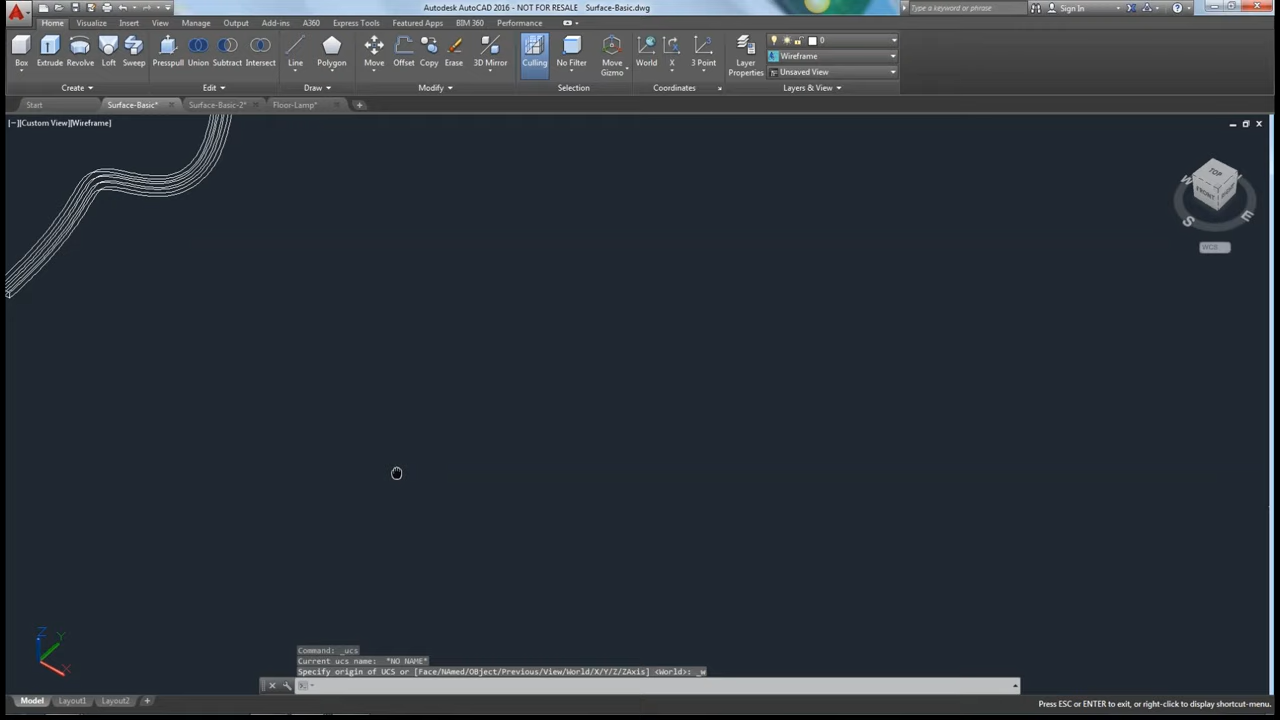 Autodesk AutoCAD 2016 - NOT FOR RESALE Surface-Basic.dwg
Type a keyword or phrase
Sign In
Home Visualize Insert View Manage Output Add-ins A360 Express Tools Featured Apps BIM 360 Performance
Box Extrude Revolve Loft Sweep Presspull Union Subtract Intersect Line Polygon Move Offset Copy Erase 3D Mirror Culling No Filter Move Gizmo World X 3 Point Layer Properties
0
Wireframe
Unsaved View
Create Edit Draw Modify Selection Coordinates Layers & View
Start Surface-Basic* Surface-Basic-2* Floor-Lamp*
[−][Custom View][Wireframe]
TOP
FRONT
W
S
E
WCS
Z
Y
X
Command: _ucs
Current ucs name: *NO NAME*
Specify origin of UCS or [Face/NAmed/OBject/Previous/View/World/X/Y/Z/ZAxis] <World>: _w
Model Layout1 Layout2
Press ESC or ENTER to exit, or right-click to display shortcut-menu.